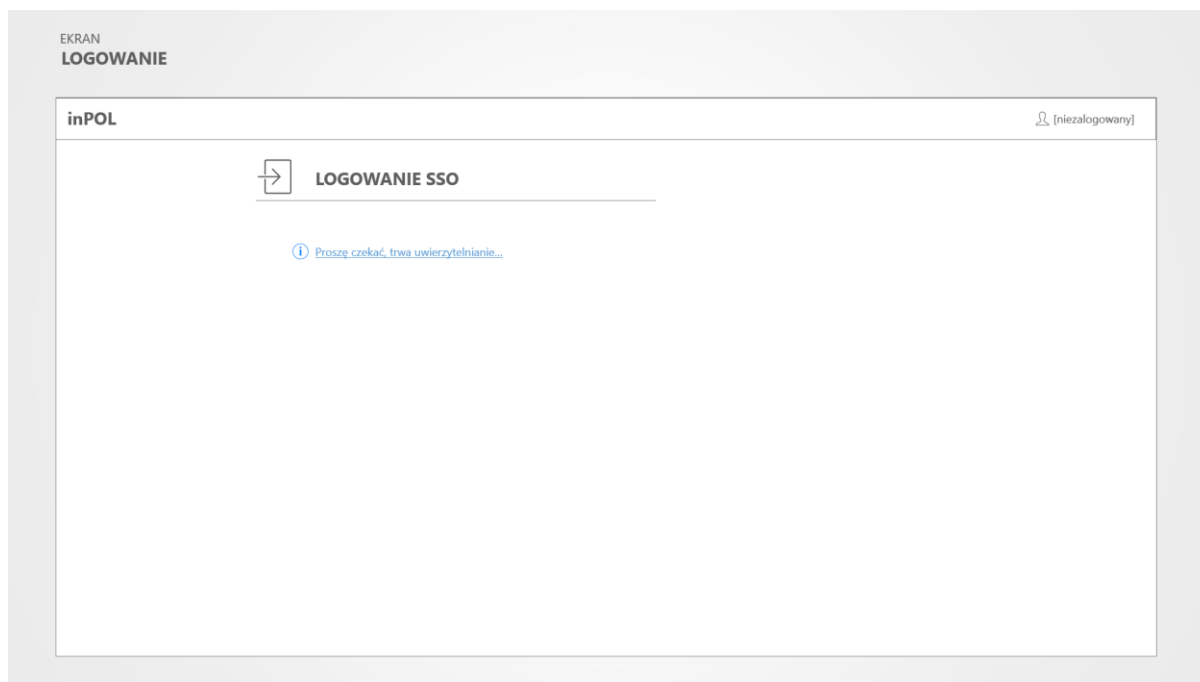 EKRAN
LOGOWANIE
inPOL
[niezalogowany]
LOGOWANIE SSO
Proszę czekać, trwa uwierzytelnianie...